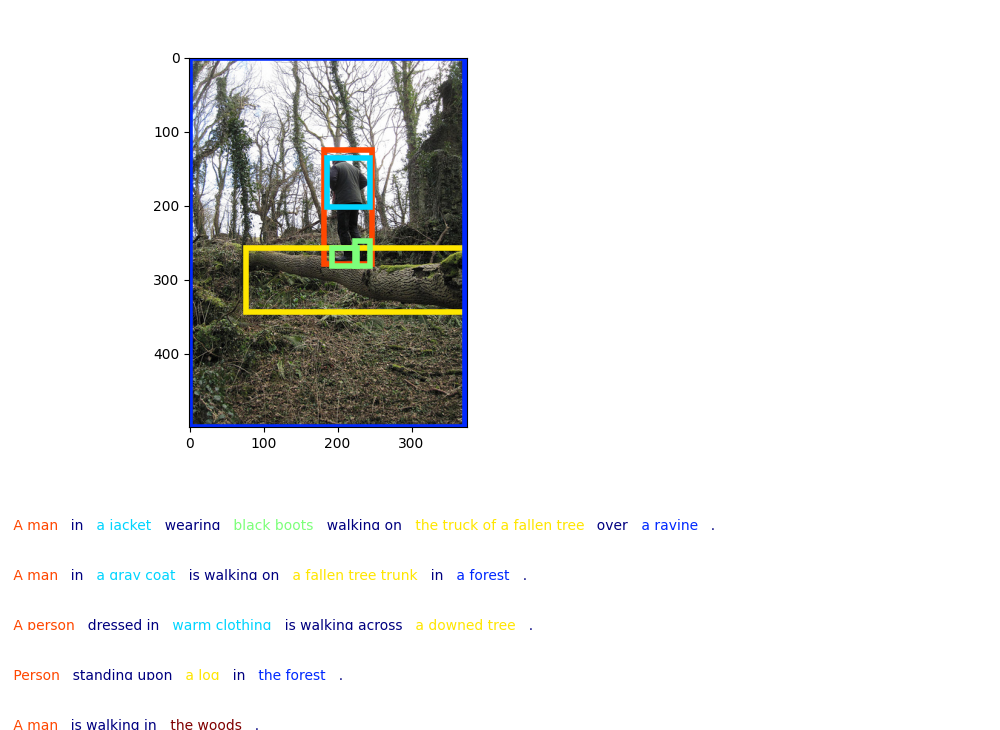 0
100
200
300
400
0 100 200 300
A man in a jacket wearing black boots walking on the truck of a fallen tree over a ravine .
A man in a gray coat is walking on a fallen tree trunk in a forest .
A person dressed in warm clothing is walking across a downed tree .
Person standing upon a log in the forest .
A man is walking in the woods .